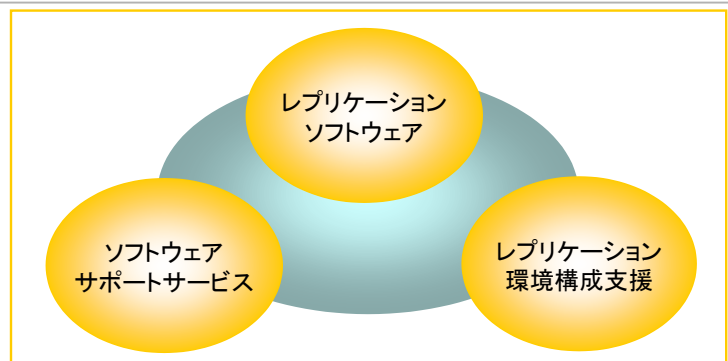 レプリケーション
ソフトウェア
ソフトウェア
サポートサービス
レプリケーション
環境構成支援